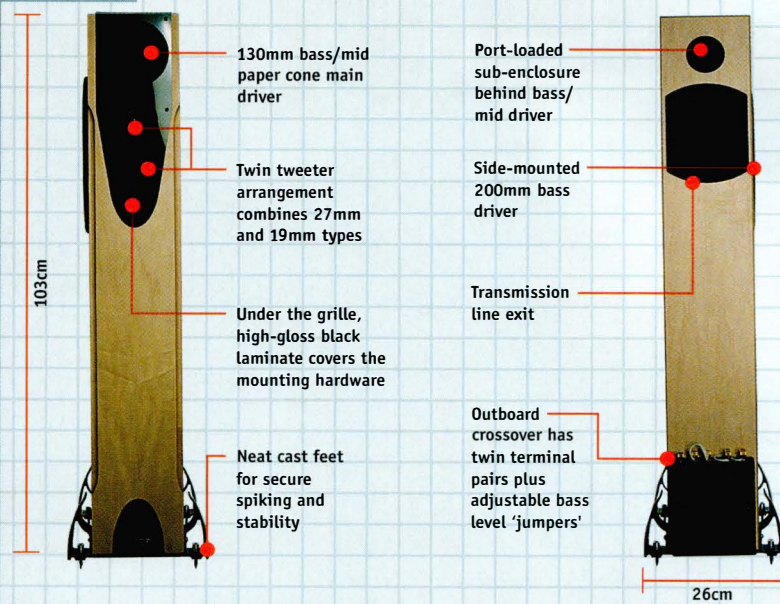 130mm bass/mid
paper cone main
driver
Twin tweeter
arrangement
combines 27mm
and 19mm types
Under the grille,
high-gloss black
laminate covers the
mounting hardware
Neat cast feet
for secure
spiking and
stability
103cm
Port-loaded
sub-enclosure
behind bass/
mid driver
Side-mounted
200mm bass
driver
Transmission
line exit
Outboard
crossover has
twin terminal
pairs plus
adjustable bass
level ‘jumpers'
26cm